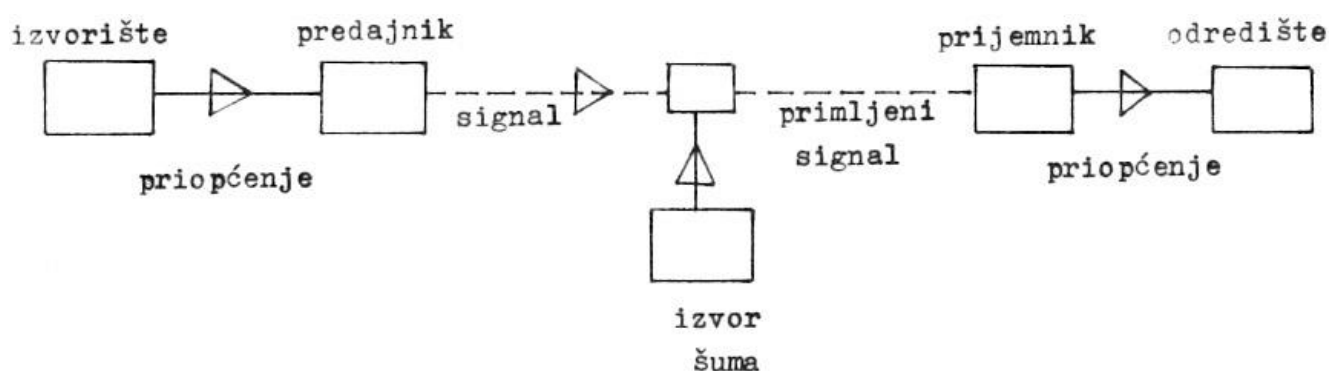 izvorište
predajnik
prijemnik
odredište
signal
primljeni
signal
priopćenje
priopćenje
izvor
šuma